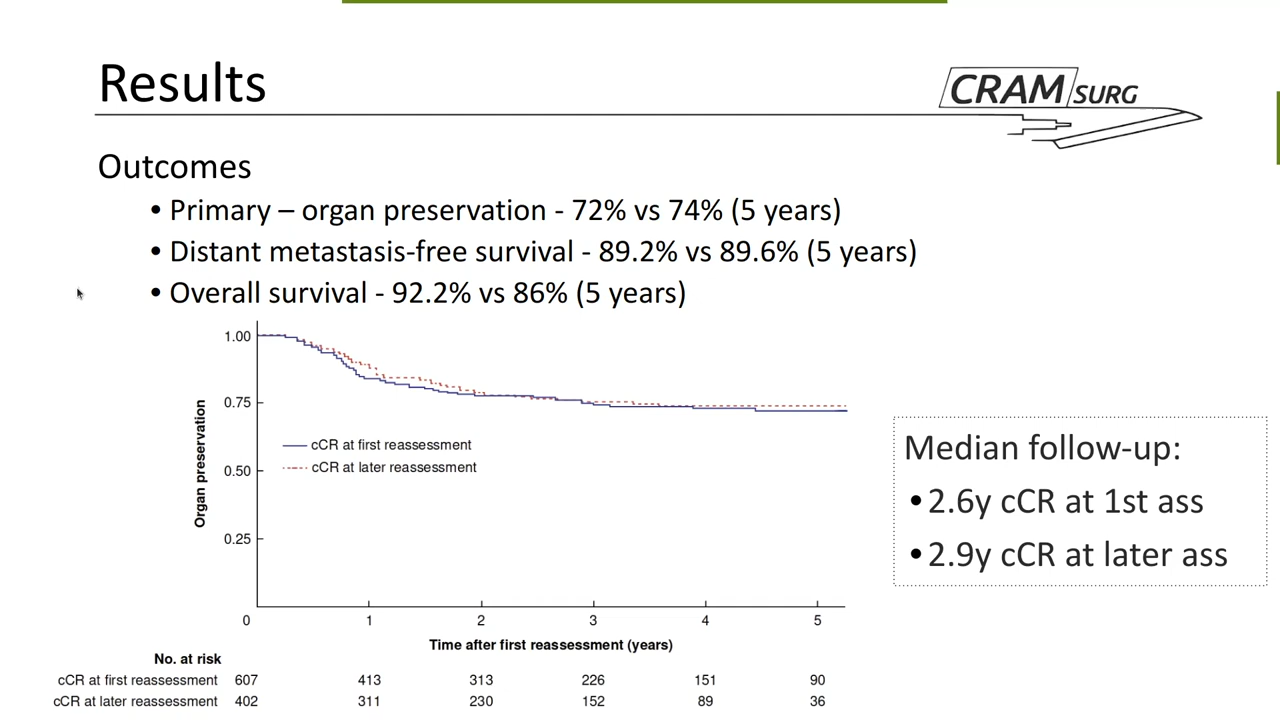 Results
CRAM SURG
Outcomes
• Primary – organ preservation - 72% vs 74% (5 years)
• Distant metastasis-free survival - 89.2% vs 89.6% (5 years)
• Overall survival - 92.2% vs 86% (5 years)
1.00
0.75
0.50
0.25
Organ preservation
cCR at first reassessment
cCR at later reassessment
0 1 2 3 4 5
Time after first reassessment (years)
No. at risk
cCR at first reassessment 607 413 313 226 151 90
cCR at later reassessment 402 311 230 152 89 36
Median follow-up:
• 2.6y cCR at 1st ass
• 2.9y cCR at later ass